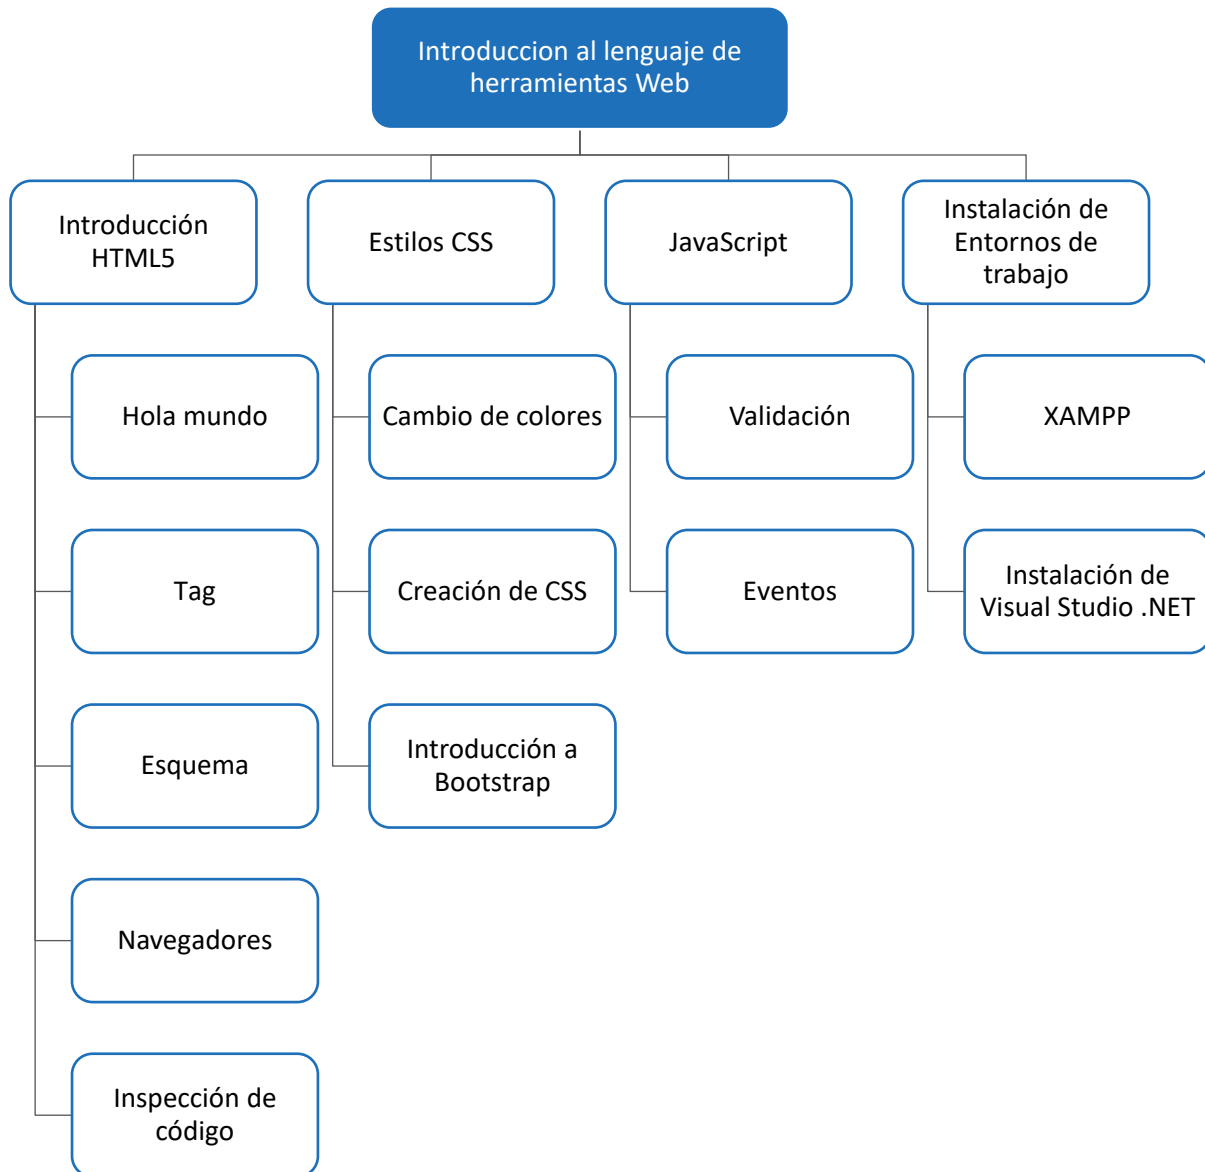 Introduccion al lenguaje de
herramientas Web
Introducción
HTML5
Hola mundo
Tag
Esquema
Navegadores
Inspección de
código
Estilos CSS
Cambio de colores
Creación de CSS
Introducción a
Bootstrap
JavaScript
Validación
Eventos
Instalación de
Entornos de
trabajo
XAMPP
Instalación de
Visual Studio .NET